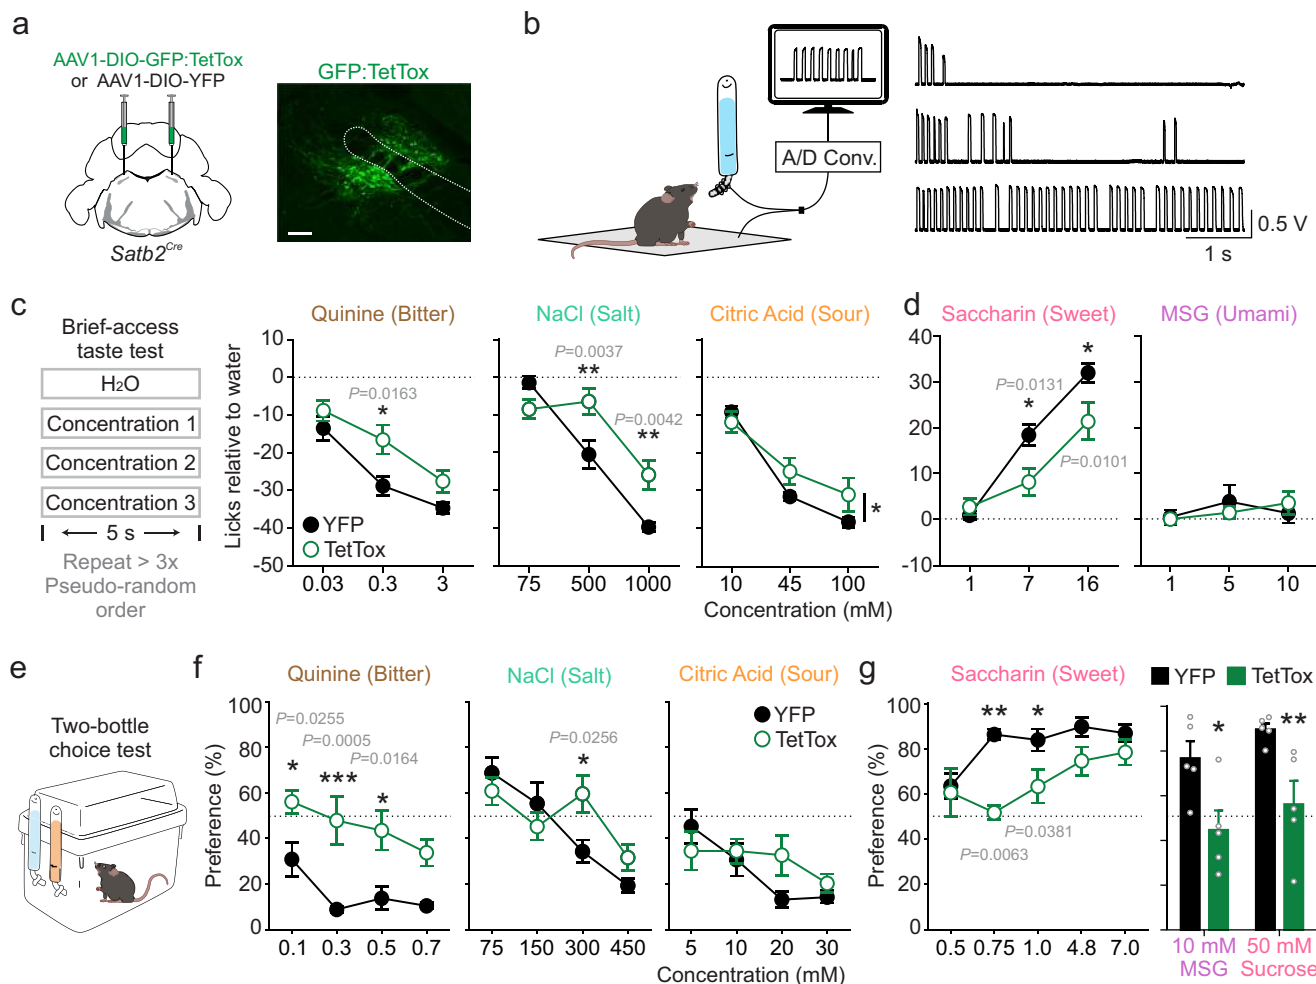 a
AAV1-DIO-GFP:TetTox
or AAV1-DIO-YFP
Satb2Cre
GFP:TetTox
b
A/D Conv.
0.5 V
1 s
c
Brief-access
taste test
H2O
Concentration 1
Concentration 2
Concentration 3
5 s
Repeat > 3x
Pseudo-random
order
Licks relative to water
Quinine (Bitter)
10
0
-10
-20
-30
-40
-50
P=0.0163
*
YFP
TetTox
0.03 0.3 3
NaCl (Salt)
P=0.0037
**
P=0.0042
**
75 500 1000
Citric Acid (Sour)
*
10 45 100
Concentration (mM)
d
Saccharin (Sweet)
40
30
20
10
0
-10
*
P=0.0131
*
P=0.0101
1 7 16
MSG (Umami)
1 5 10
e
Two-bottle
choice test
f
Preference (%)
Quinine (Bitter)
100
80
60
40
20
0
P=0.0255
P=0.0005
P=0.0164
* *** *
0.1 0.3 0.5 0.7
NaCl (Salt)
P=0.0256
*
75 150 300 450
Citric Acid (Sour)
YFP
TetTox
5 10 20 30
Concentration (mM)
g
Preference (%)
Saccharin (Sweet)
100
80
60
40
20
0
** *
P=0.0381
P=0.0063
0.5 0.75 1.0 4.8 7.0
YFP TetTox
* **
10 mM
MSG
50 mM
Sucrose